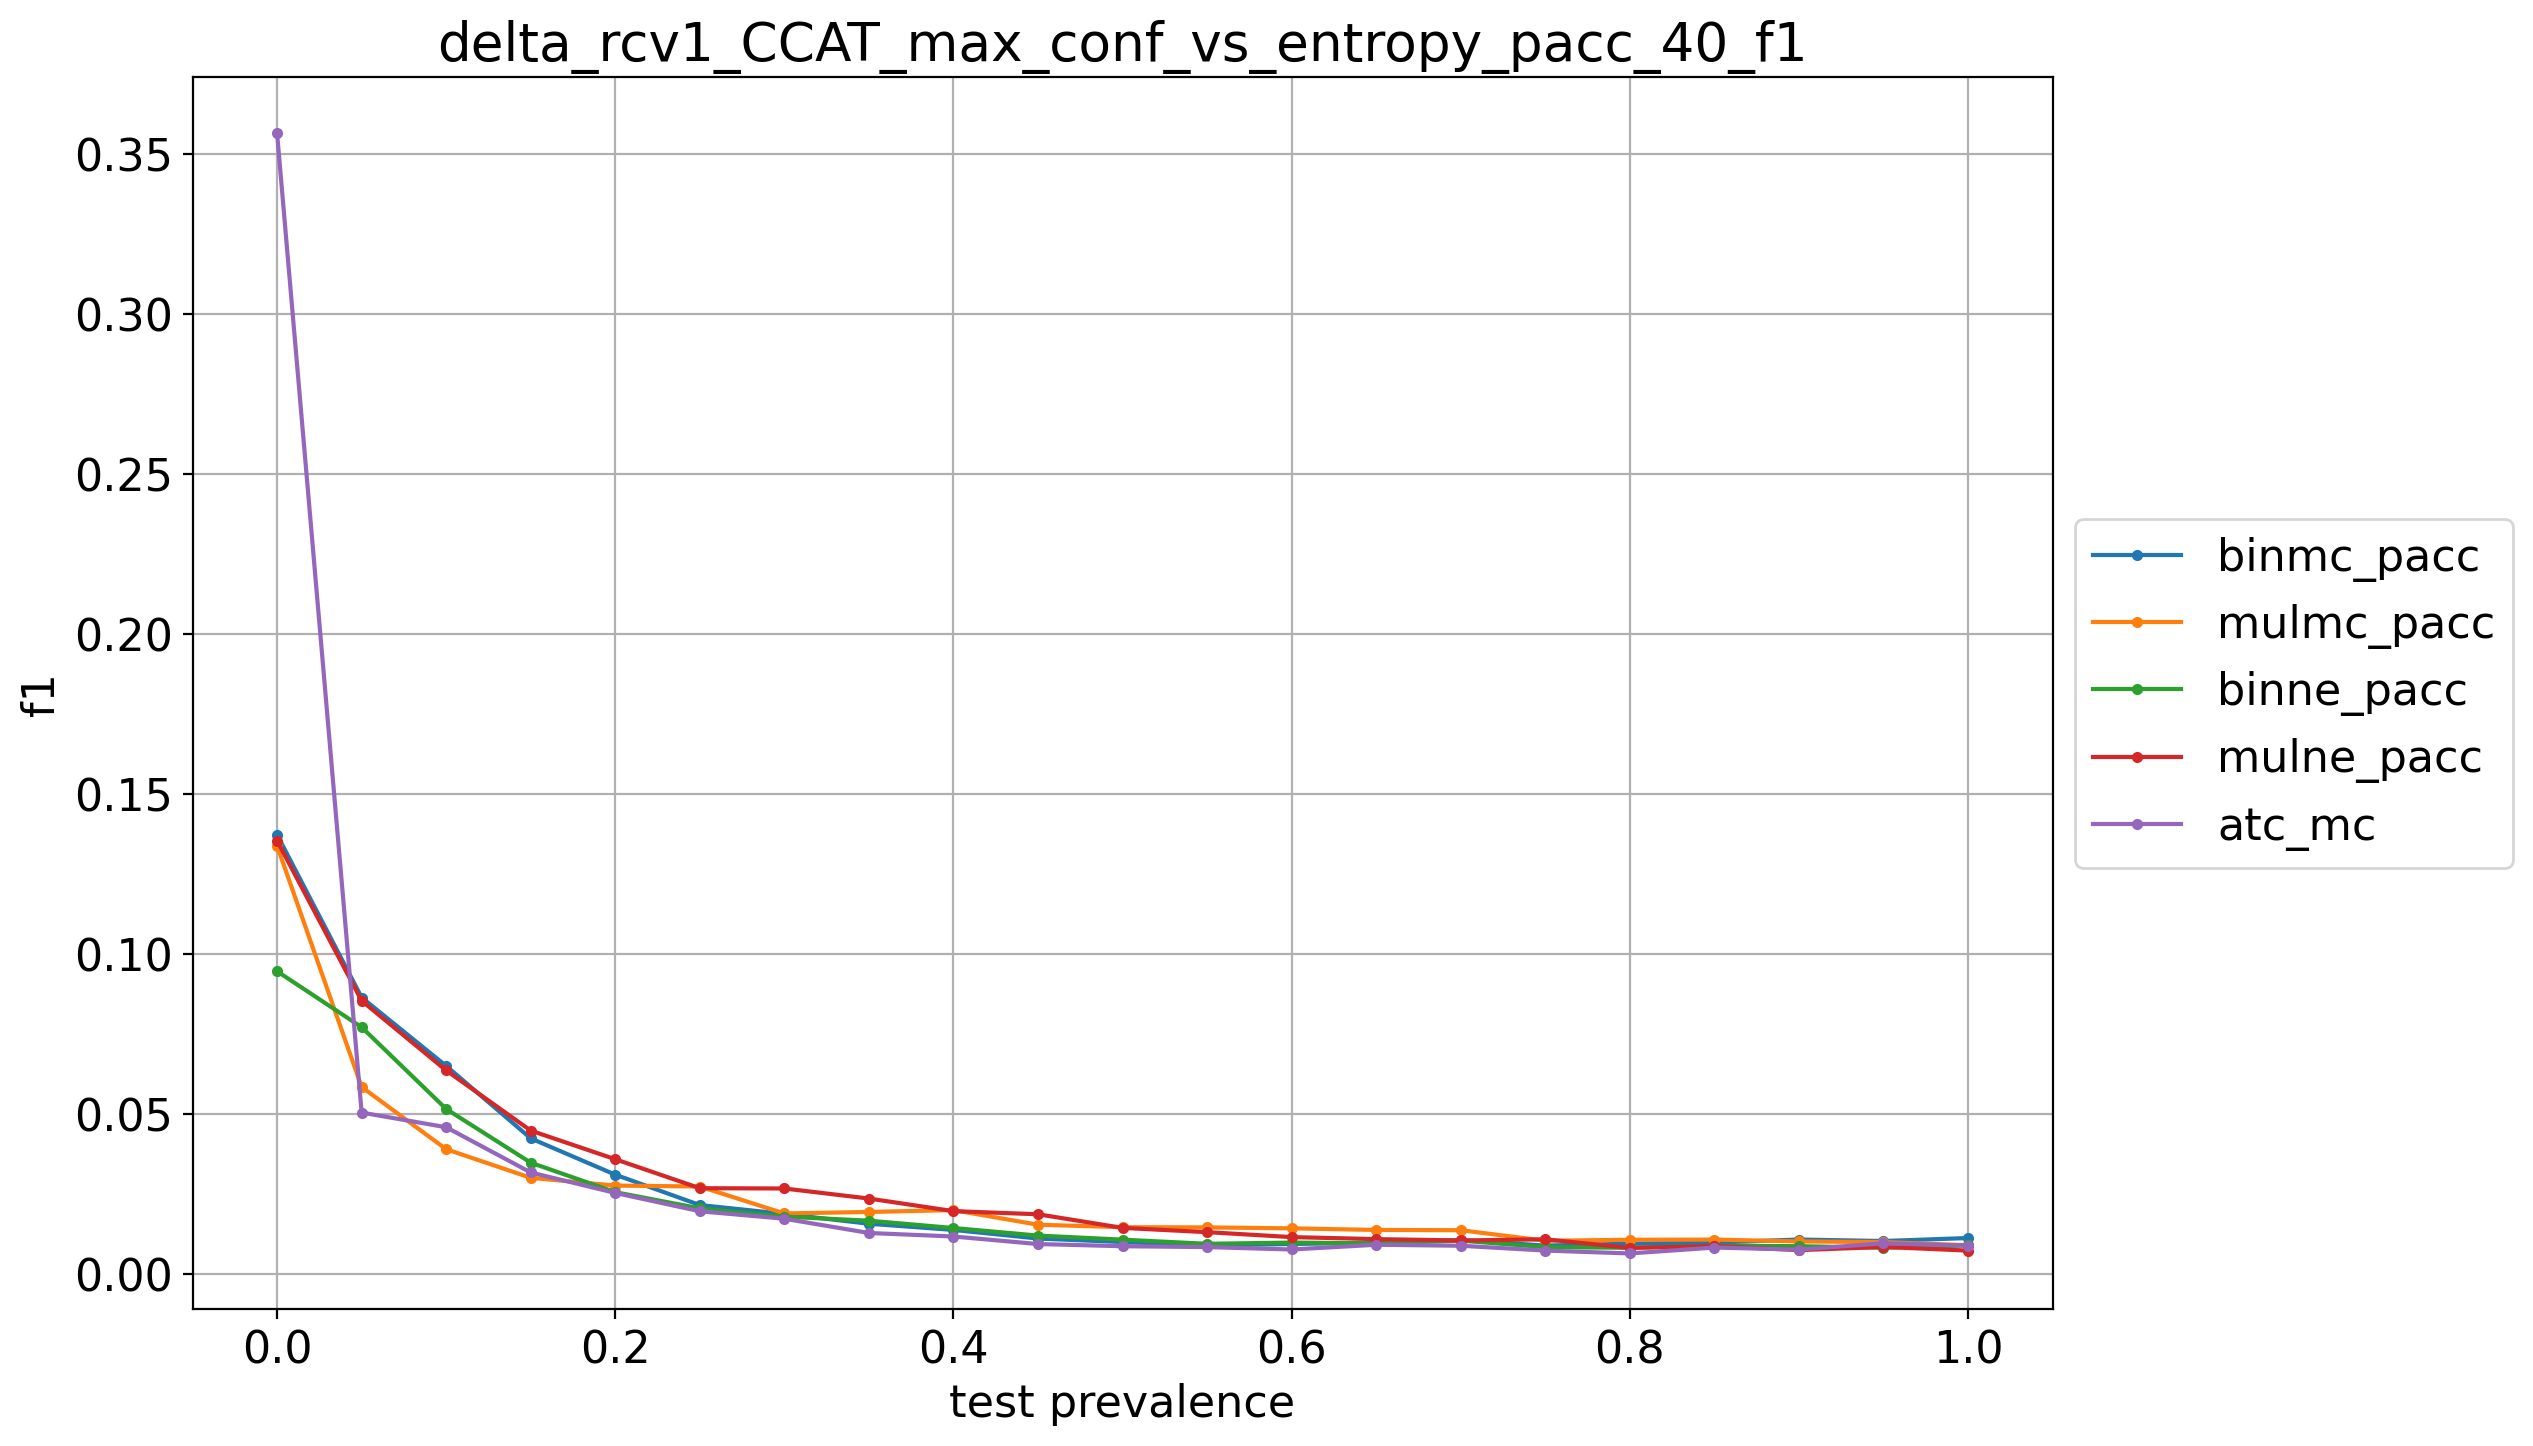 delta_rcv1_CCAT_max_conf_vs_entropy_pacc_40_f1
0.35
0.30
0.25
0.20
0.15
0.10
0.05
0.00
f1
0.0 0.2 0.4 0.6 0.8 1.0
test prevalence
binmc_pacc
mulmc_pacc
binne_pacc
mulne_pacc
atc_mc